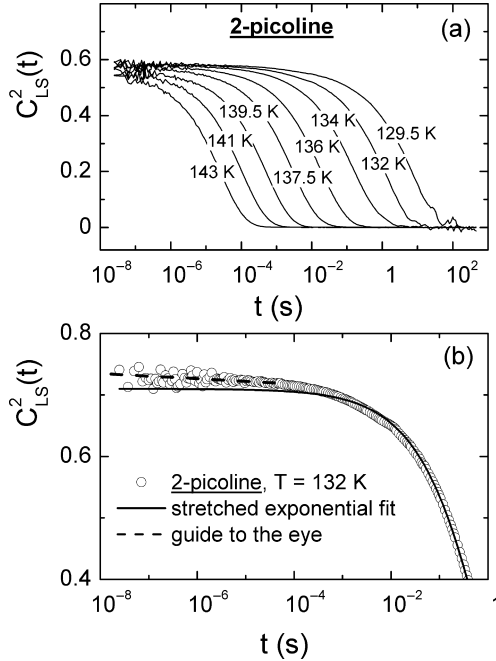 2-picoline
(a)
C²LS(t)
0.6
0.4
0.2
0
139.5 K
134 K
129.5 K
141 K
136 K
132 K
143 K
137.5 K
10⁻⁸ 10⁻⁶ 10⁻⁴ 10⁻² 1 10²
t (s)
(b)
C²LS(t)
0.8
0.6
0.4
2-picoline, T = 132 K
stretched exponential fit
guide to the eye
10⁻⁸ 10⁻⁶ 10⁻⁴ 10⁻² 1
t (s)